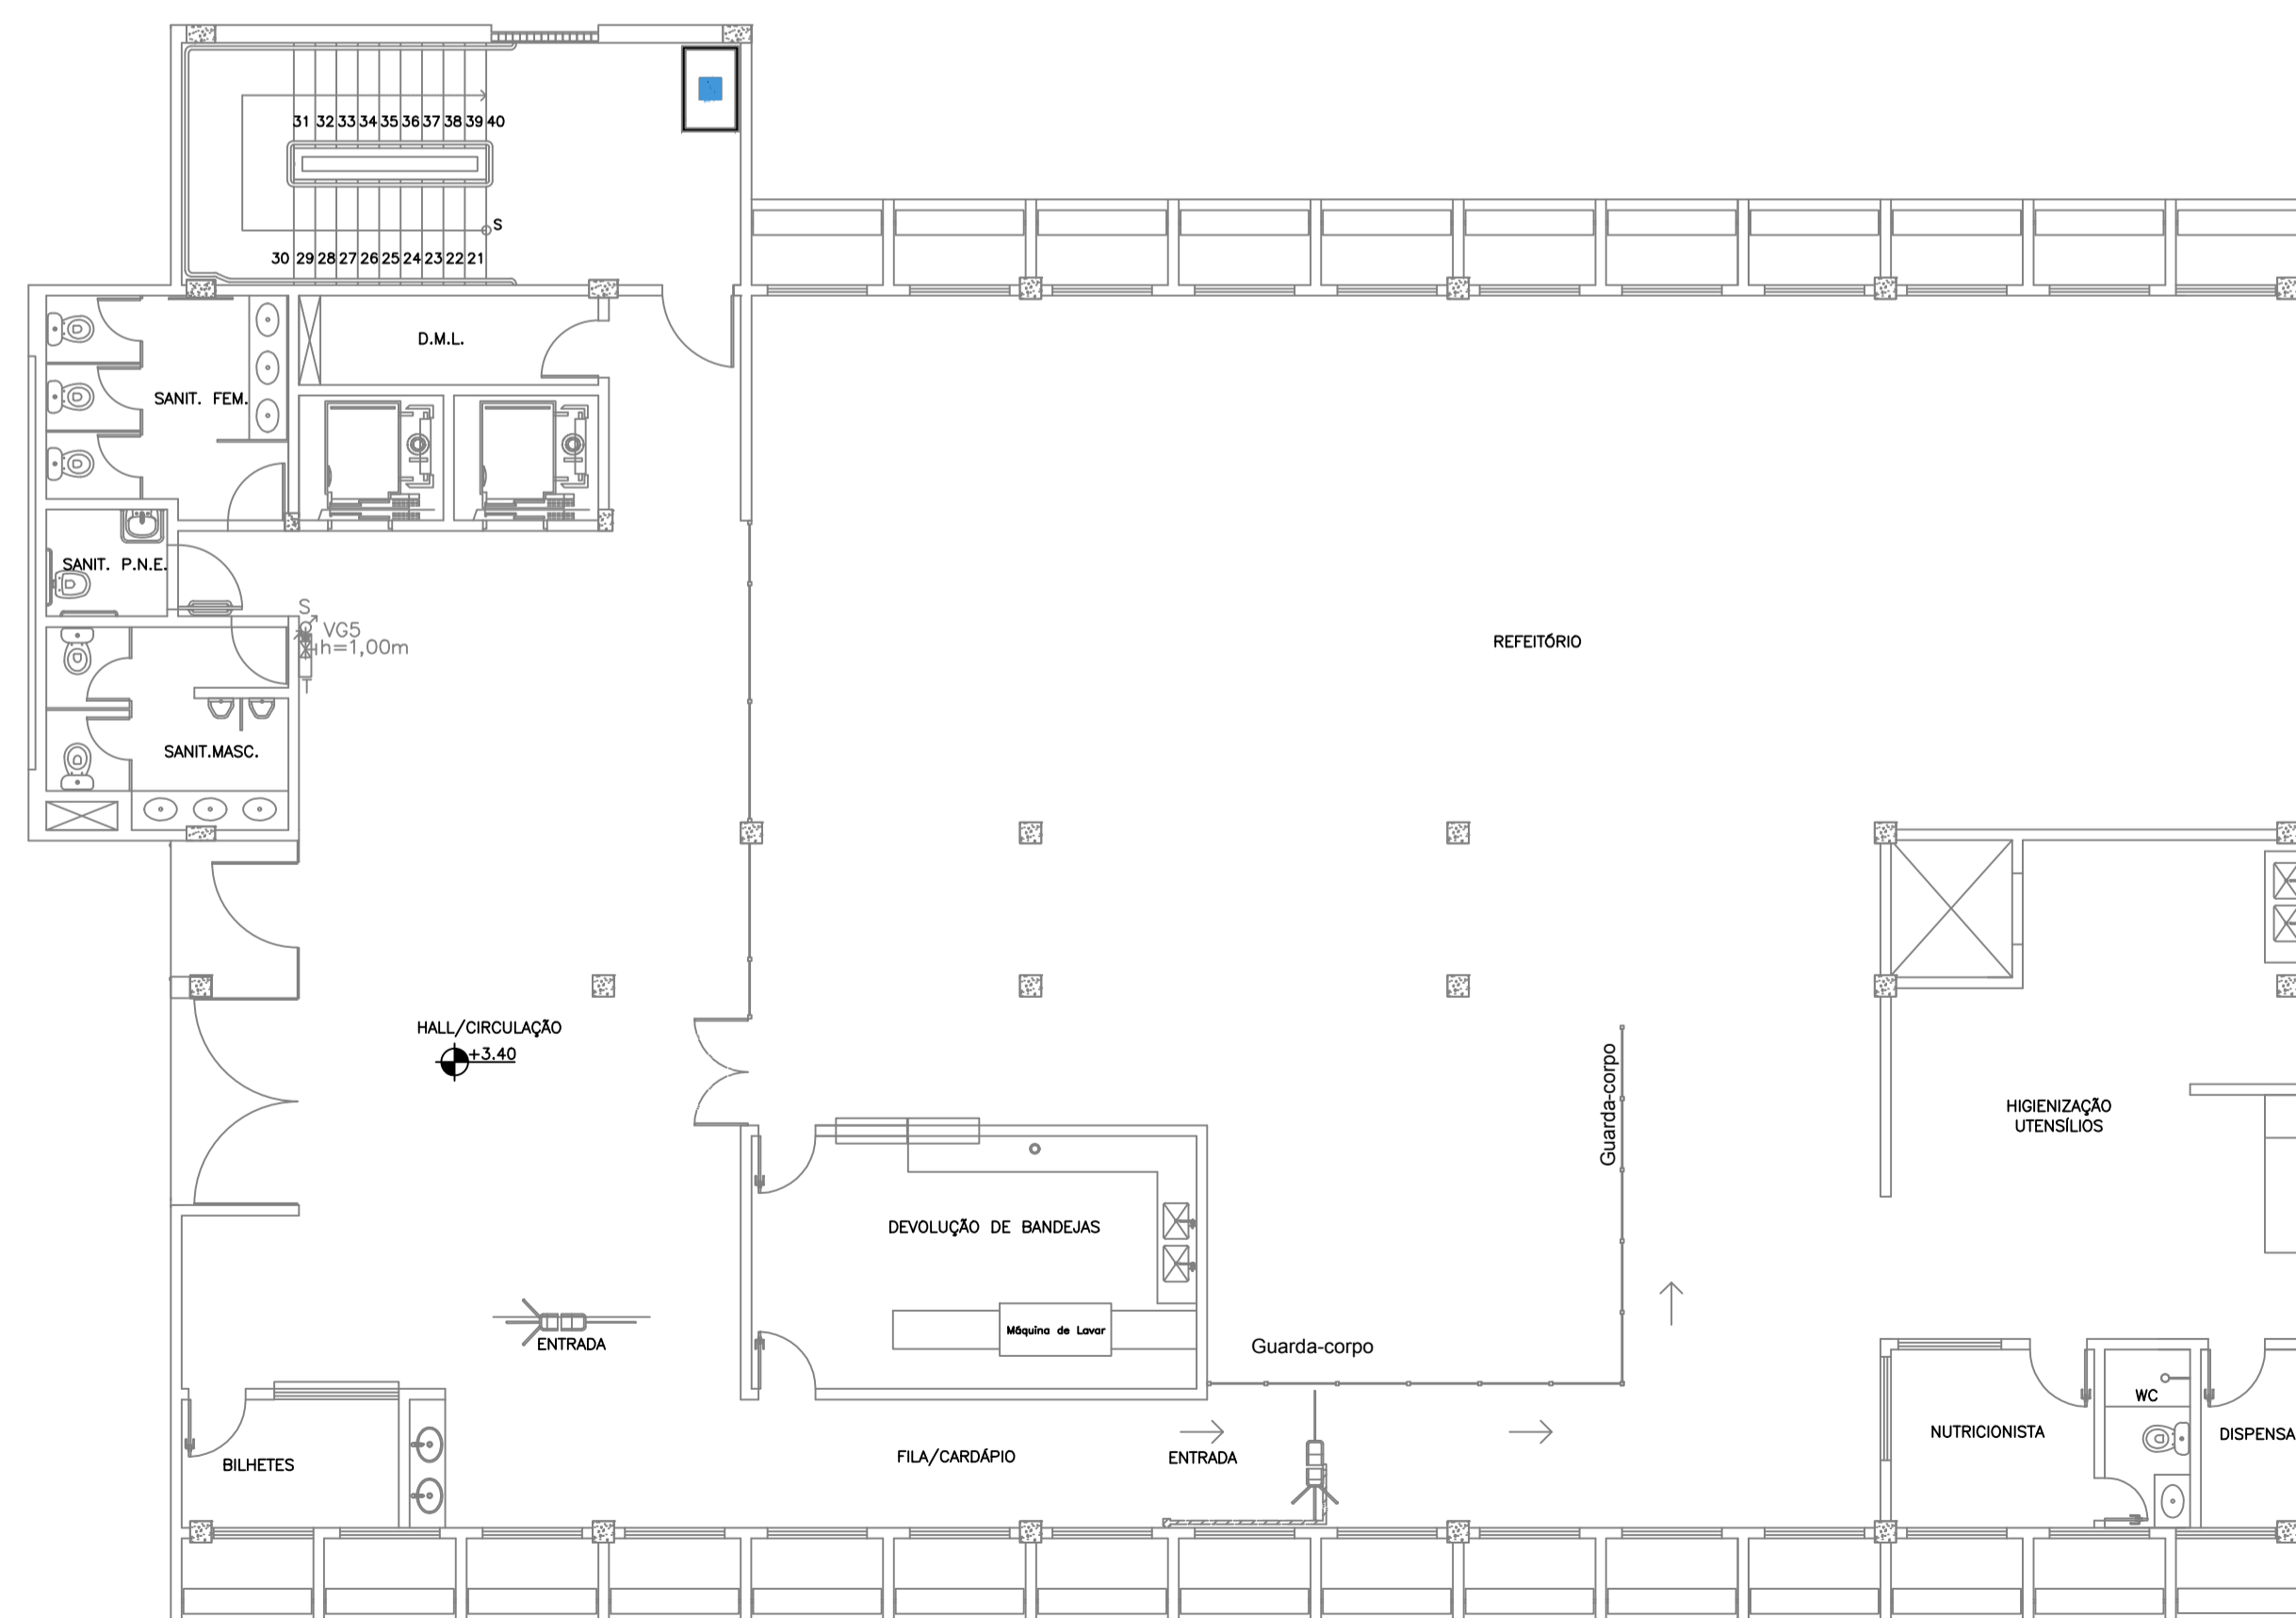 31 32 33 34 35 36 37 38 39 40
S
30 29 28 27 26 25 24 23 22 21
D.M.L.
SANIT. FEM.
SANIT. P.N.E.
S
VG5
h=1,00m
REFEITÓRIO
SANIT.MASC.
HALL/CIRCULAÇÃO
+3.40
Guarda-corpo
HIGIENIZAÇÃO
UTENSÍLIOS
DEVOLUÇÃO DE BANDEJAS
Máquina de Lavar
ENTRADA
Guarda-corpo
WC
NUTRICIONISTA
DISPENSA
BILHETES
FILA/CARDÁPIO
ENTRADA